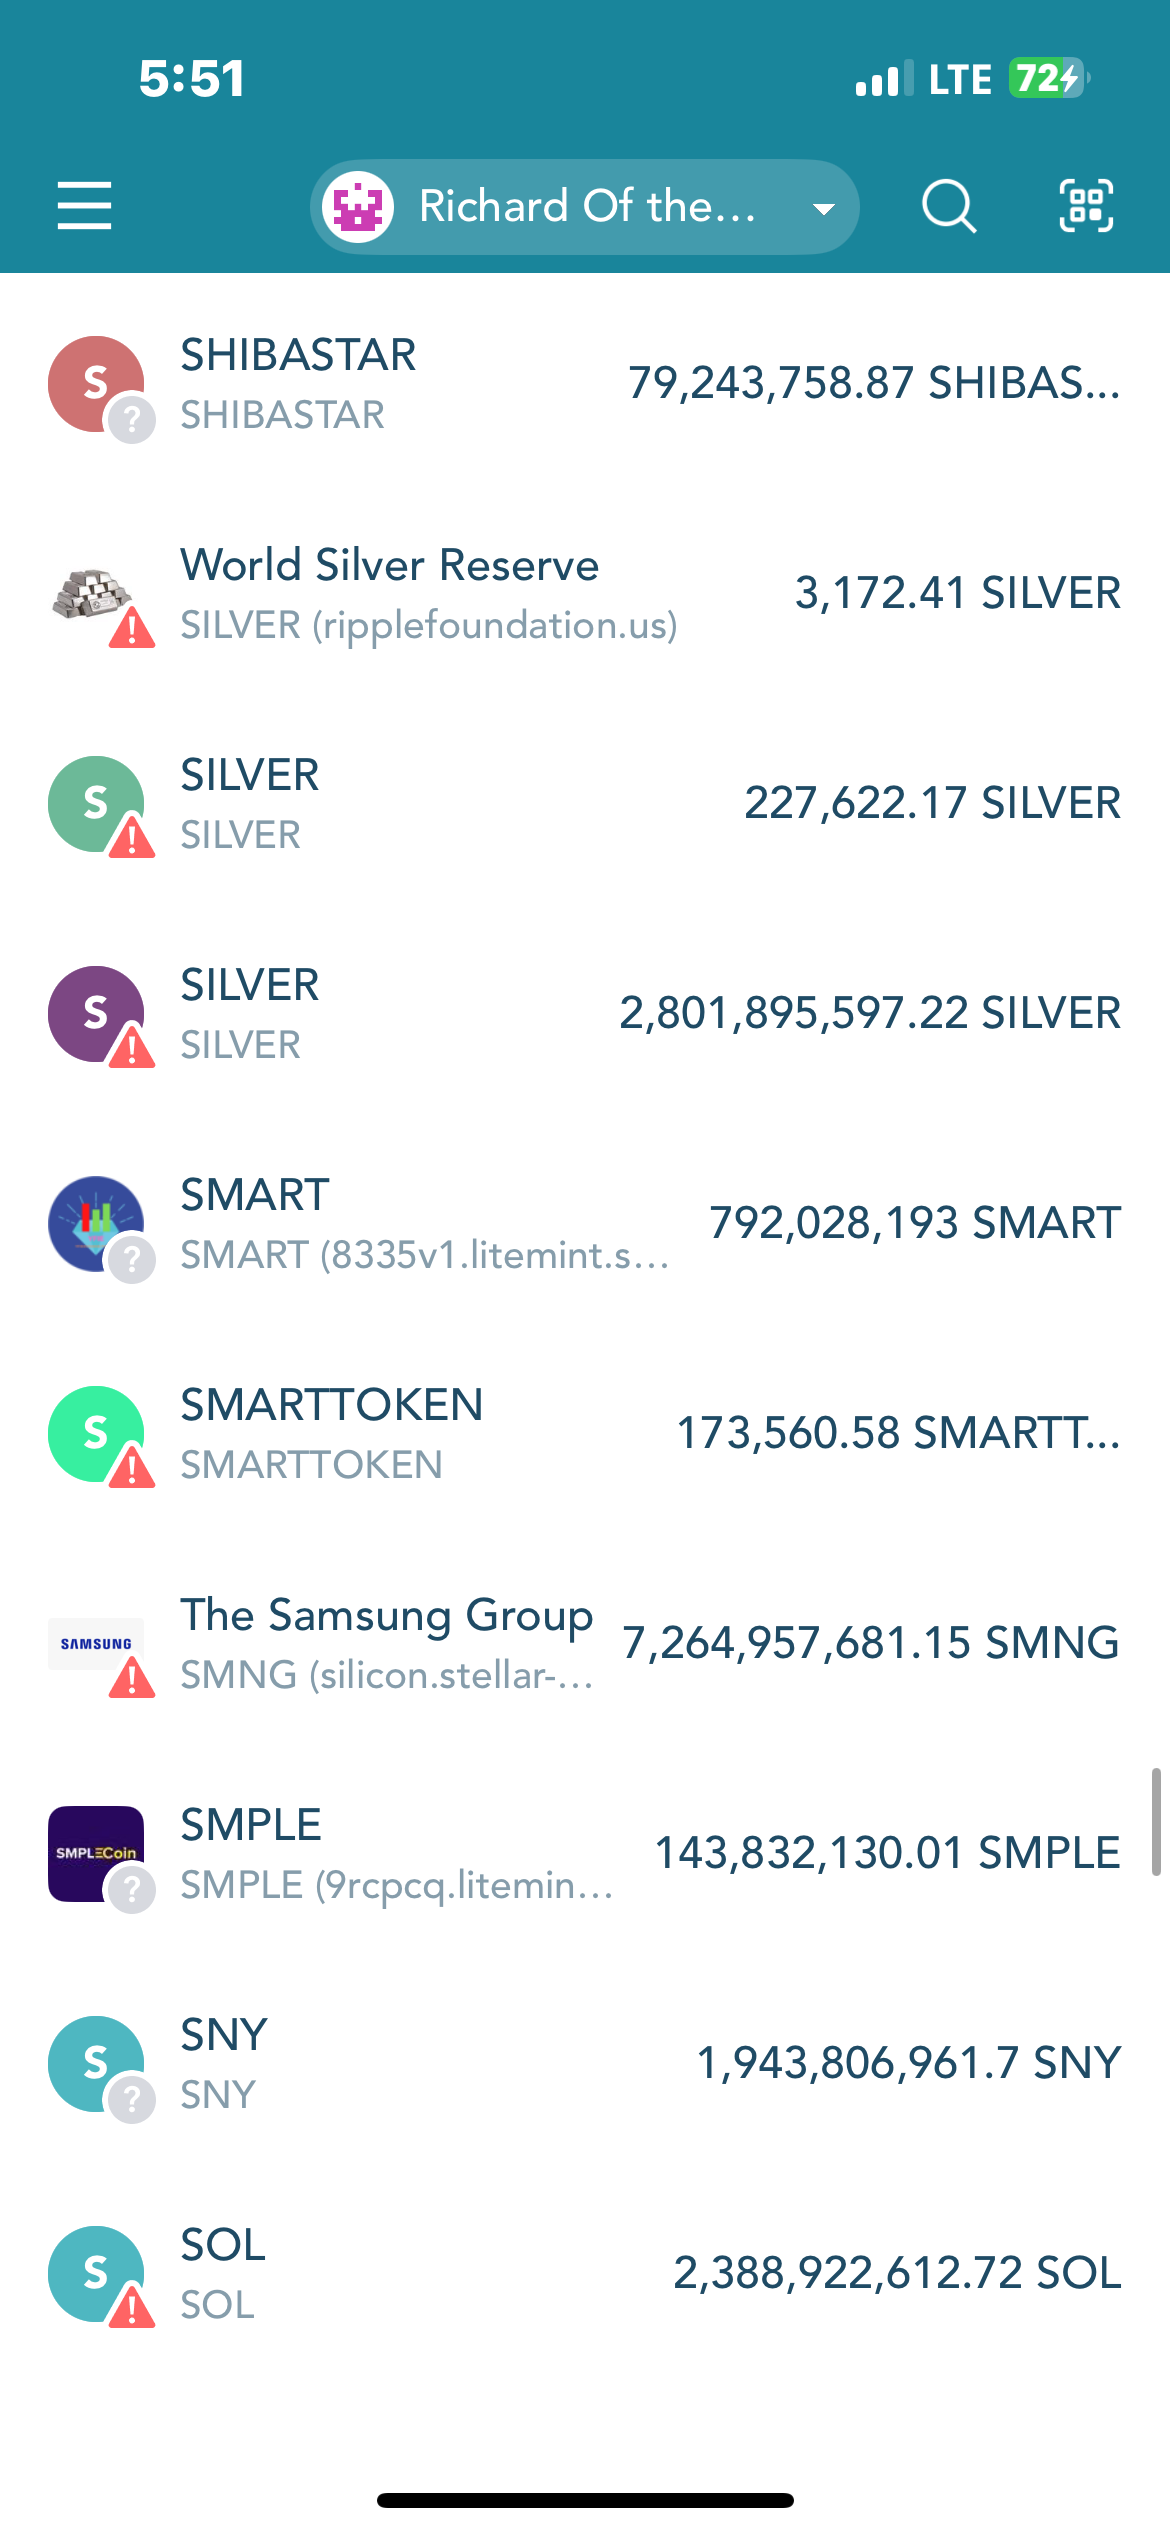 5:51 LTE 72
Richard Of the...
SHIBASTAR
SHIBASTAR
79,243,758.87 SHIBAS...
World Silver Reserve
SILVER (ripplefoundation.us)
3,172.41 SILVER
S
SILVER
SILVER
227,622.17 SILVER
S
SILVER
SILVER
2,801,895,597.22 SILVER
SMART
SMART (8335v1.litemint.s...
792,028,193 SMART
S
SMARTTOKEN
SMARTTOKEN
173,560.58 SMARTT...
SAMSUNG
The Samsung Group
SMNG (silicon.stellar-...
7,264,957,681.15 SMNG
SMPLECoin
SMPLE
SMPLE (9rcpcq.litemin...
143,832,130.01 SMPLE
S
SNY
SNY
1,943,806,961.7 SNY
S
SOL
SOL
2,388,922,612.72 SOL